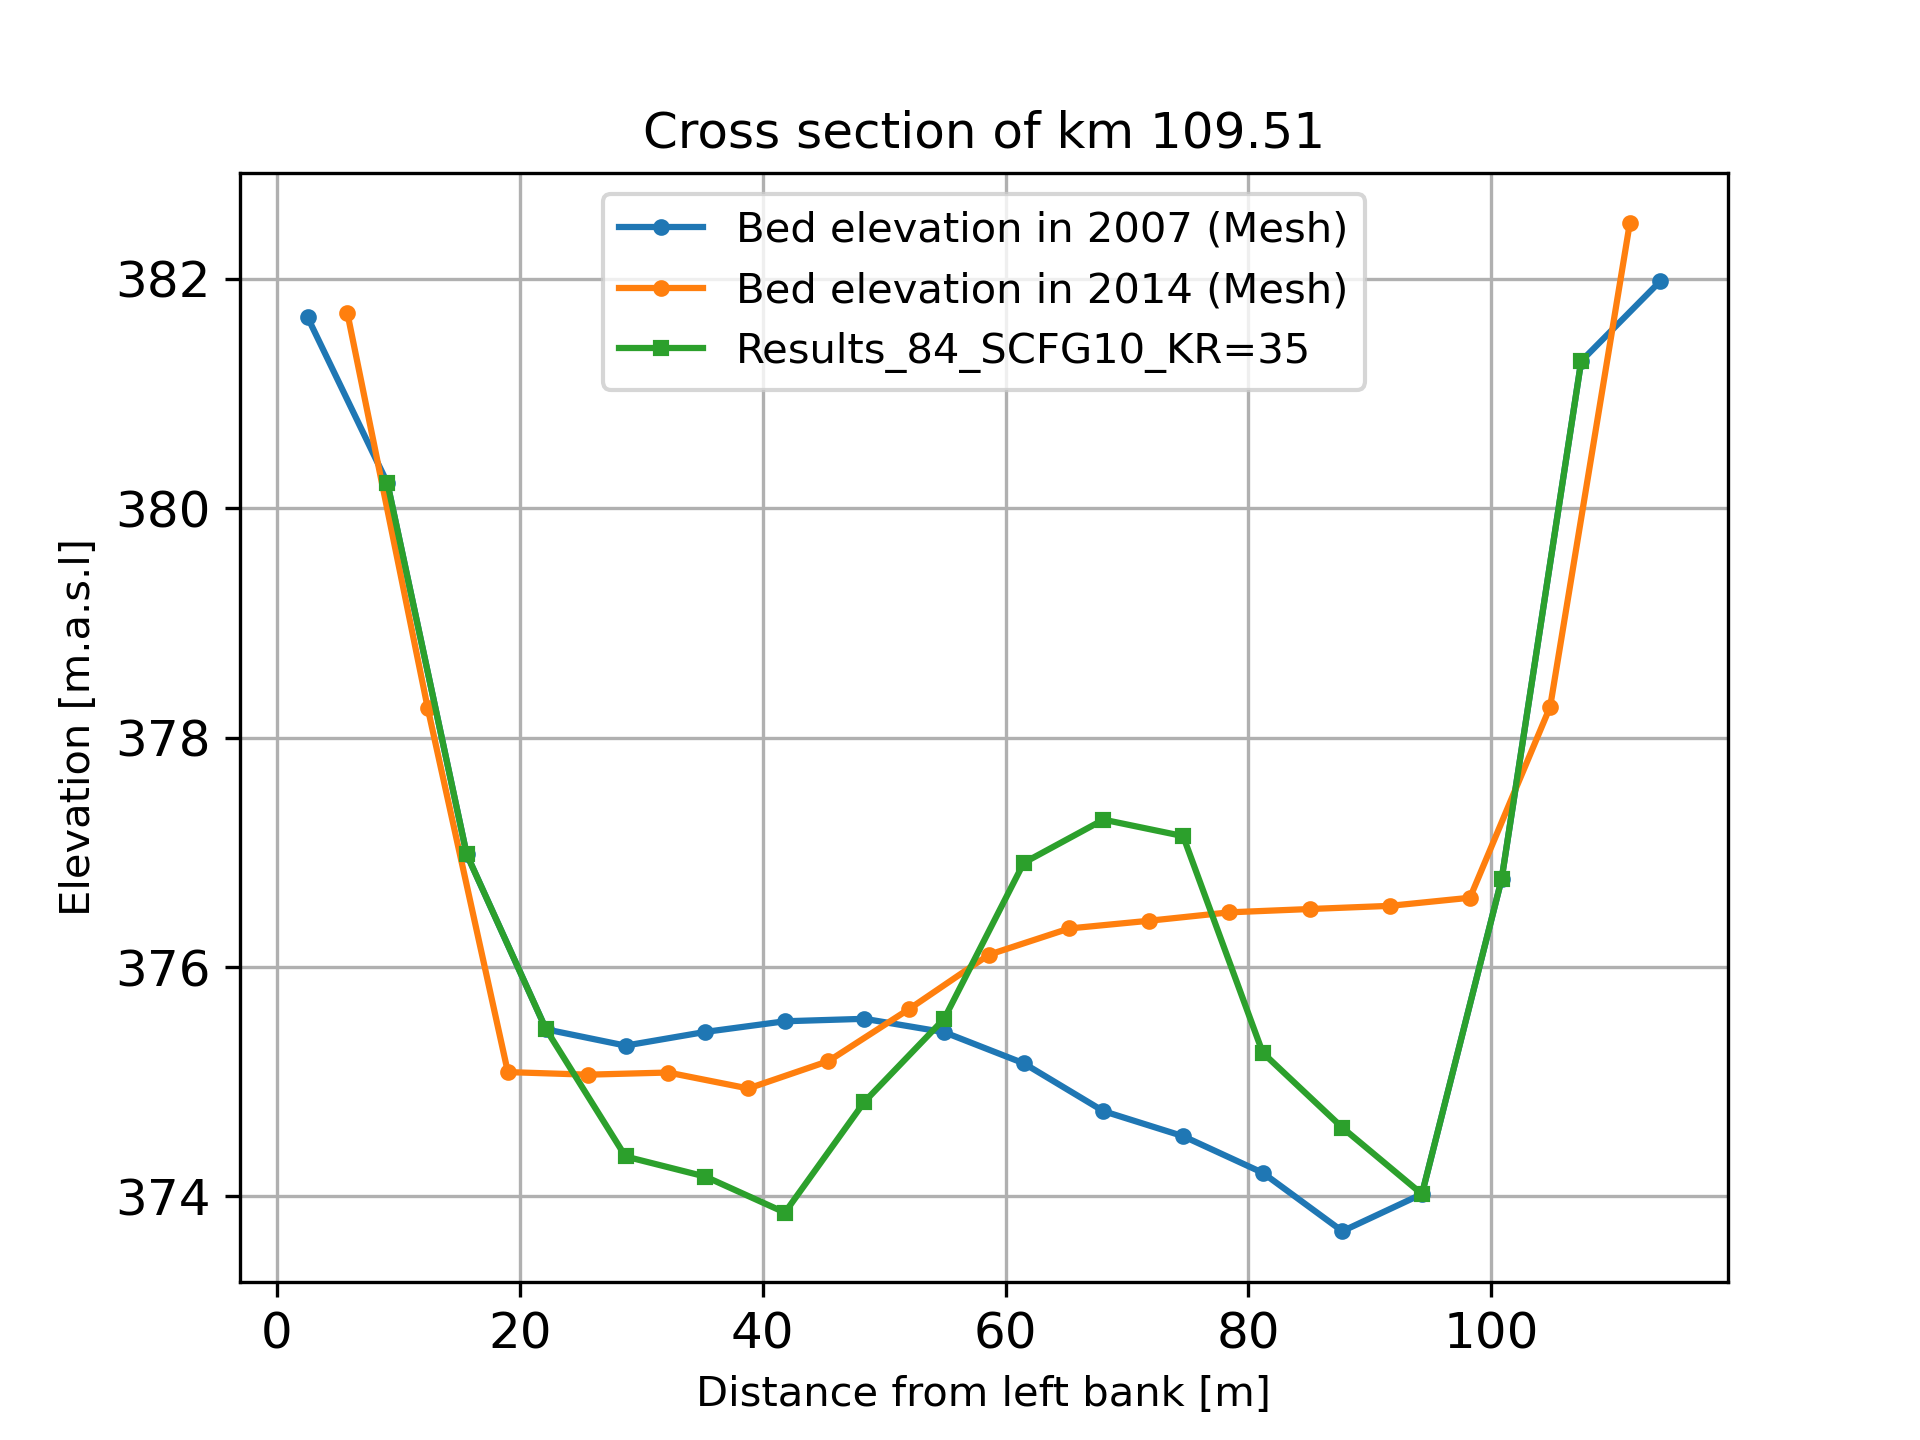 Cross section of km 109.51
Bed elevation in 2007 (Mesh)
Bed elevation in 2014 (Mesh)
Results_84_SCFG10_KR=35
Elevation [m.a.s.l]
382
380
378
376
374
0 20 40 60 80 100
Distance from left bank [m]